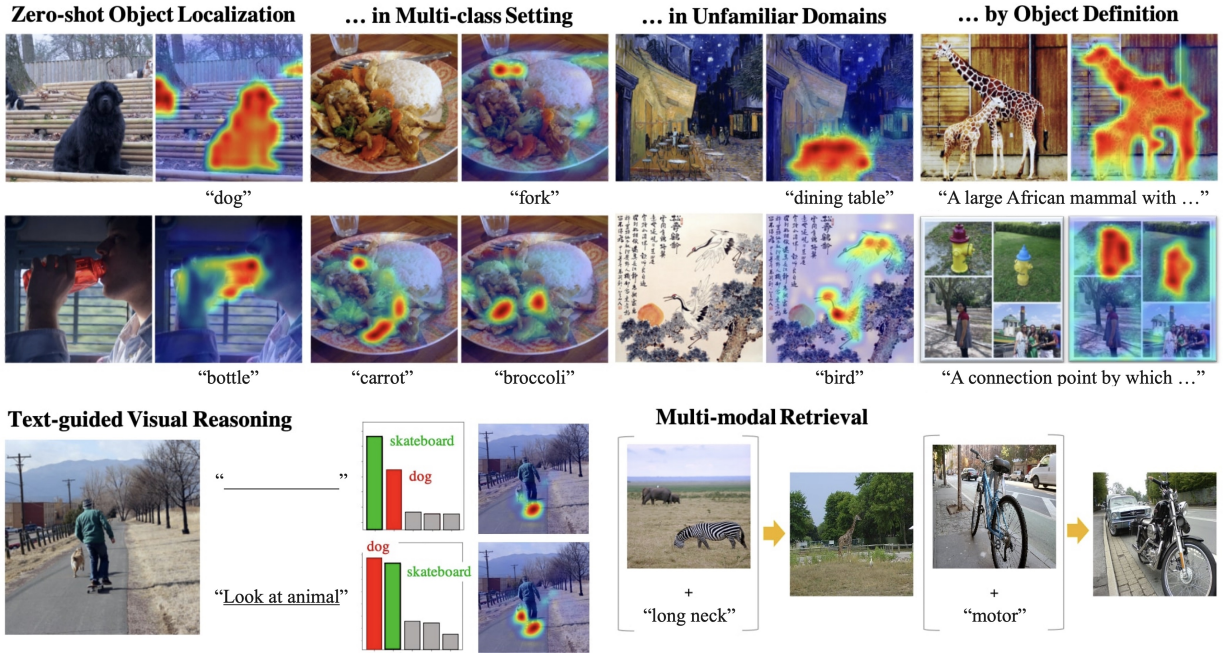 Zero-shot Object Localization
… in Multi-class Setting
… in Unfamiliar Domains
… by Object Definition
“dog”
“fork”
“dining table”
“A large African mammal with …”
“bottle”
“carrot”
“broccoli”
“bird”
“A connection point by which …”
Text-guided Visual Reasoning
Multi-modal Retrieval
“ ”
skateboard
dog
“Look at animal”
dog
skateboard
+
“long neck”
+
“motor”